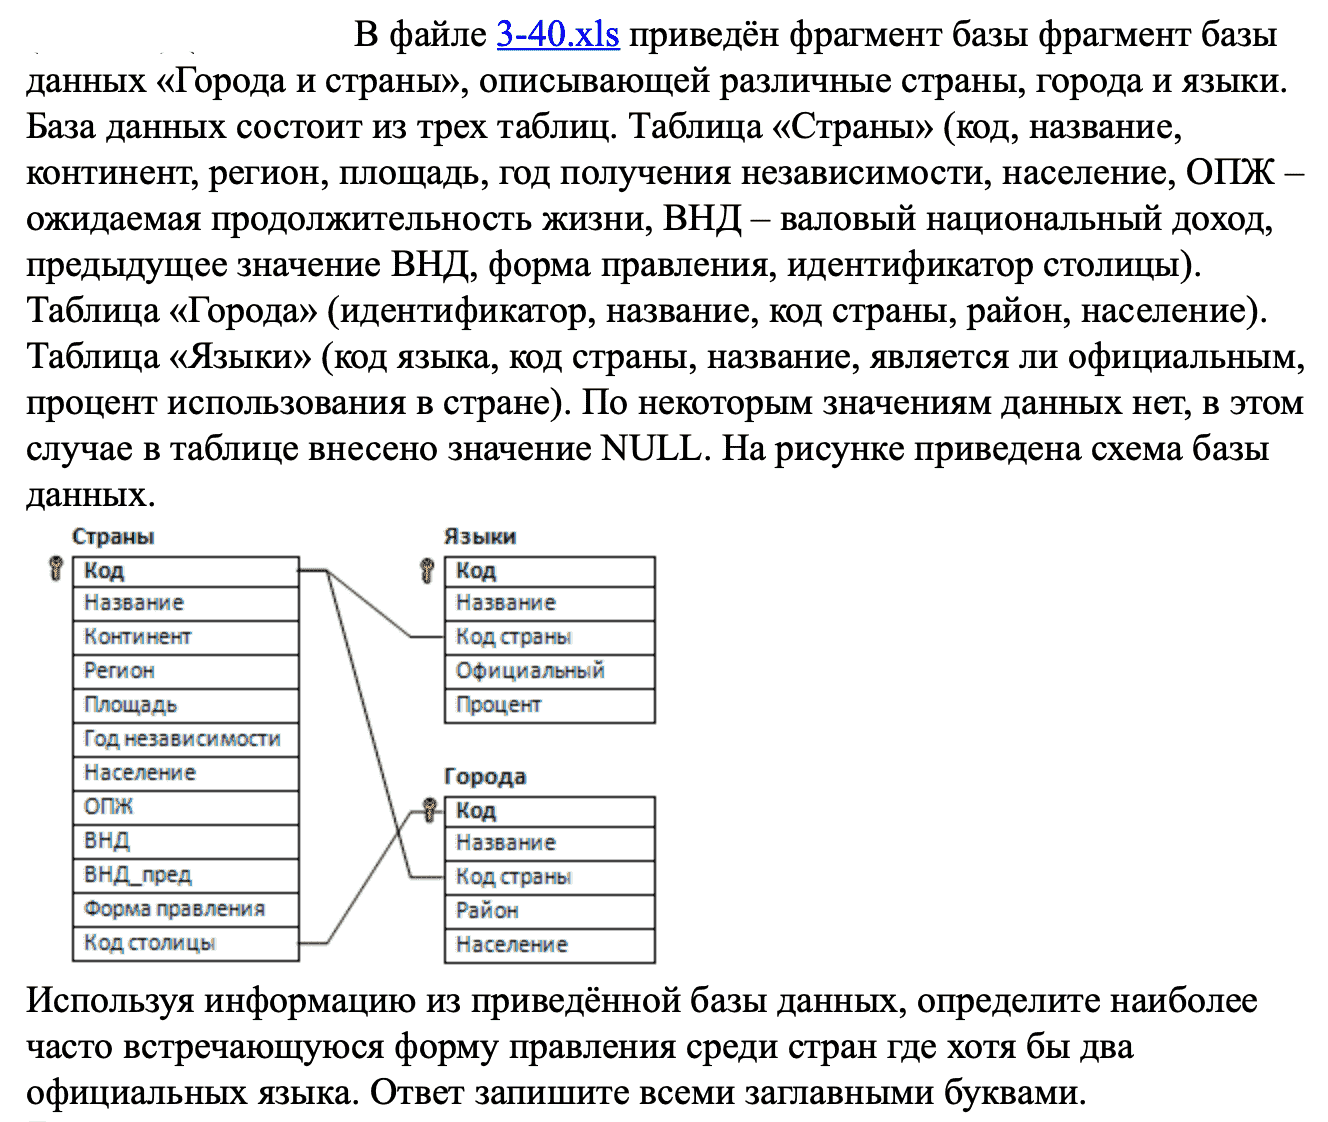 В файле 3-40.xls приведён фрагмент базы фрагмент базы
данных «Города и страны», описывающей различные страны, города и языки.
База данных состоит из трех таблиц. Таблица «Страны» (код, название,
континент, регион, площадь, год получения независимости, население, ОПЖ –
ожидаемая продолжительность жизни, ВНД – валовый национальный доход,
предыдущее значение ВНД, форма правления, идентификатор столицы).
Таблица «Города» (идентификатор, название, код страны, район, население).
Таблица «Языки» (код языка, код страны, название, является ли официальным,
процент использования в стране). По некоторым значениям данных нет, в этом
случае в таблице внесено значение NULL. На рисунке приведена схема базы
данных.
Страны
Код
Название
Континент
Регион
Площадь
Год независимости
Население
ОПЖ
ВНД
ВНД_пред
Форма правления
Код столицы
Языки
Код
Название
Код страны
Официальный
Процент
Города
Код
Название
Код страны
Район
Население
Используя информацию из приведённой базы данных, определите наиболее
часто встречающуюся форму правления среди стран где хотя бы два
официальных языка. Ответ запишите всеми заглавными буквами.